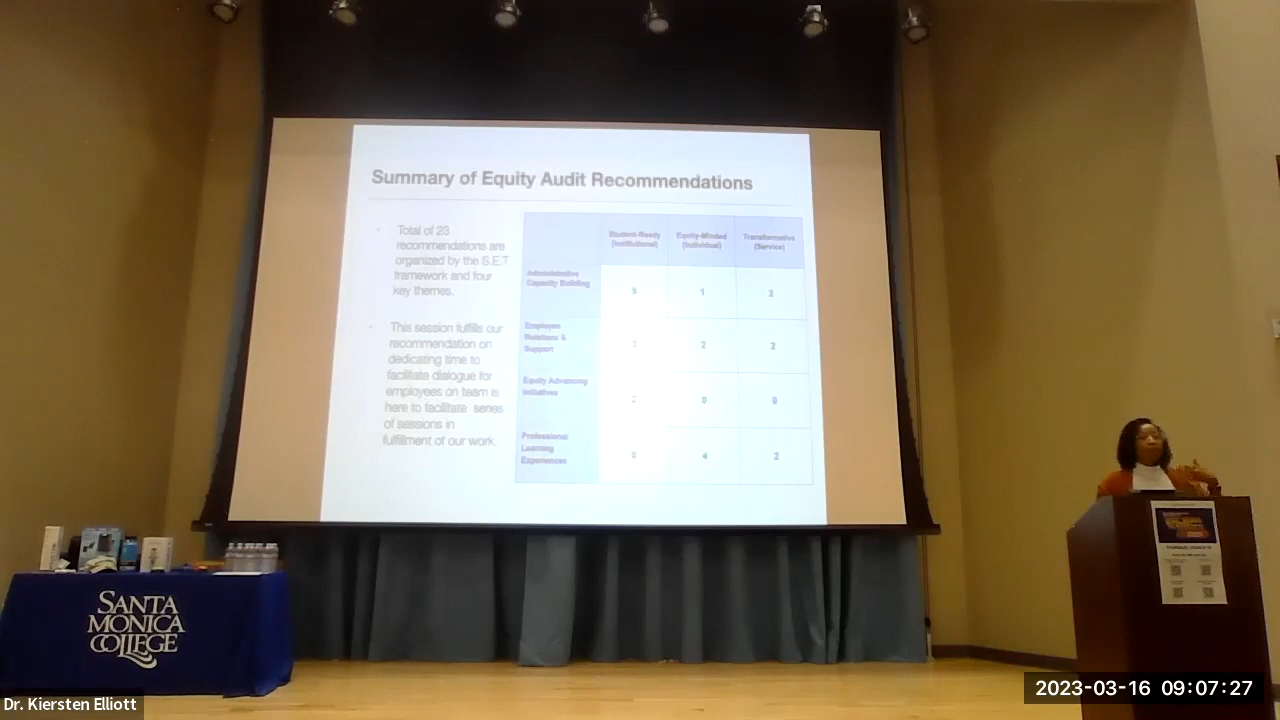 Summary of Equity Audit Recommendations
Total of 23
recommendations are
organized by the S.E.T
framework and four
key themes.
This session fulfills our
recommendation on
dedicating time to
facilitate dialogue for
employees on team is
here to facilitate series
of sessions in
fulfillment of our work.
Student-Ready
(Institutional)
Equity-Minded
(Individual)
Transformative
(Service)
Administrative
Capacity Building
5
1
2
Employee
Relations &
Support
2
2
Equity Advancing
Initiatives
0
Professional
Learning
Experiences
4
2
SANTA
MONICA
COLLEGE
THURSDAY, MARCH 16
Dr. Kiersten Elliott
2023-03-16 09:07:27